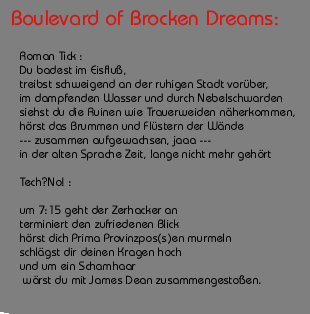 Boulevard of Brocken Dreams:
Roman Tick :
Du badest im Eisfluß,
treibst schweigend an der ruhigen Stadt vorüber,
im dampfenden Wasser und durch Nebelschwarden
siehst du die Ruinen wie Trauerweiden näherkommen,
hörst das Brummen und Flüstern der Wände
--- zusammen aufgewachsen, jaaa ---
in der alten Sprache Zeit, lange nicht mehr gehört
Tech?No! :
um 7:15 geht der Zerhacker an
terminiert den zufriedenen Blick
hörst dich Prima Provinzpos(s)en murmeln
schlägst dir deinen Kragen hoch
und um ein Schamhaar
wärst du mit James Dean zusammengestoßen.